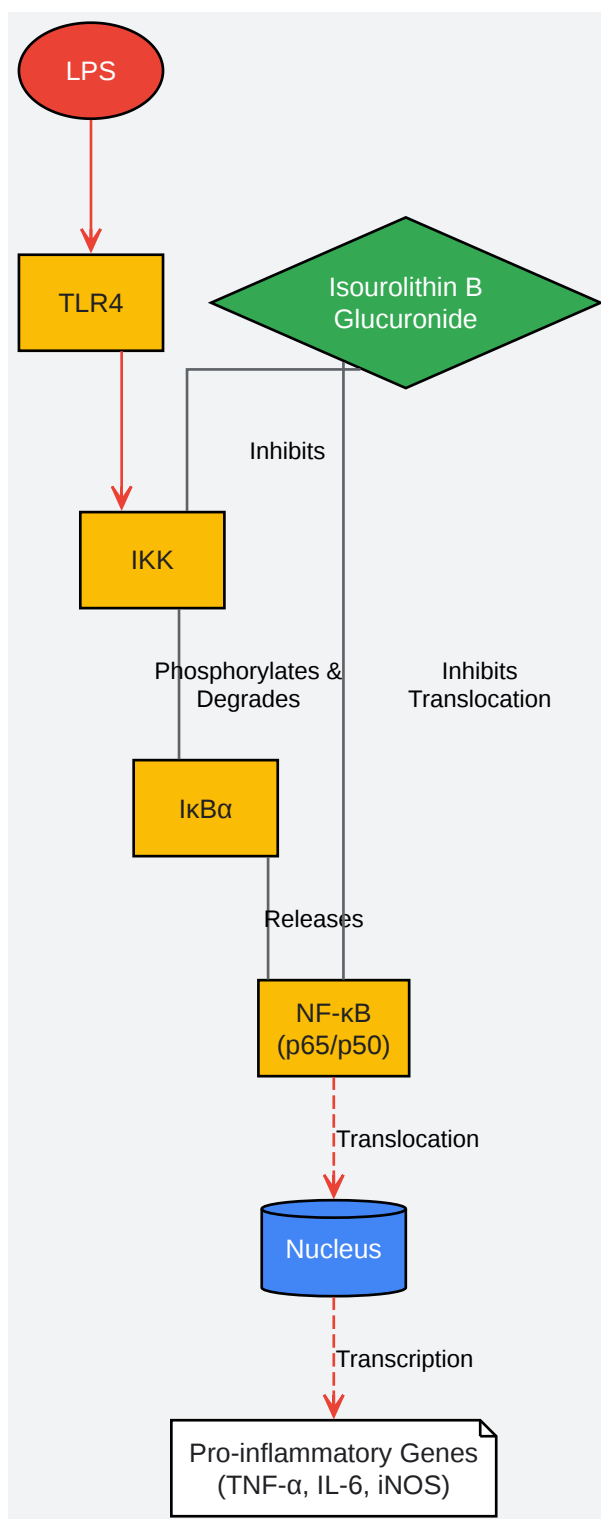 LPS
TLR4
Isourolithin B
Glucuronide
Inhibits
IKK
Phosphorylates &
Degrades
Inhibits
Translocation
IκBα
Releases
NF-κB
(p65/p50)
Translocation
Nucleus
Transcription
Pro-inflammatory Genes
(TNF-α, IL-6, iNOS)